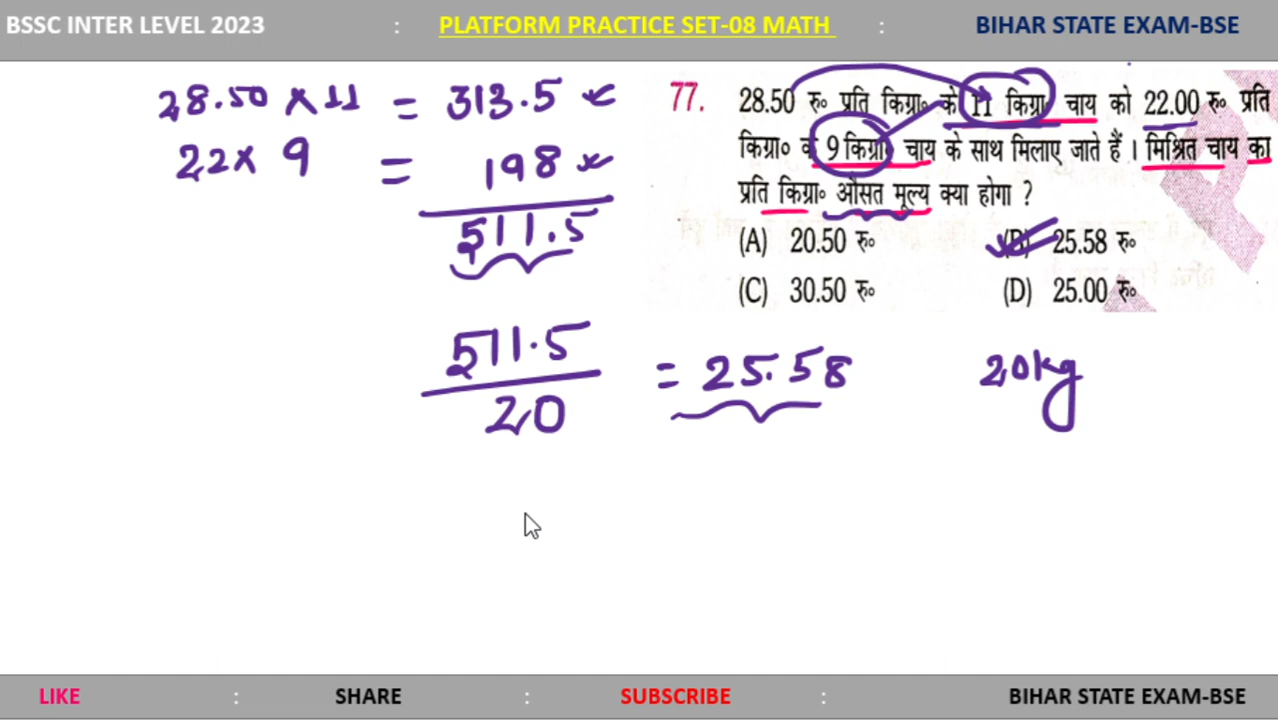 BSSC INTER LEVEL 2023 : PLATFORM PRACTICE SET-08 MATH : BIHAR STATE EXAM-BSE
28.50 × 11 = 313.5
22 × 9 = 198
511.5
511.5
20
= 25.58
20kg
77. 28.50 रु० प्रति किग्रा० के 11 किग्रा० चाय को 22.00 रु० प्रति
किग्रा० के 9 किग्रा० चाय के साथ मिलाए जाते हैं । मिश्रित चाय का
प्रति किग्रा० औसत मूल्य क्या होगा ?
(A) 20.50 रु० (B) 25.58 रु०
(C) 30.50 रु० (D) 25.00 रु०
LIKE : SHARE : SUBSCRIBE : BIHAR STATE EXAM-BSE